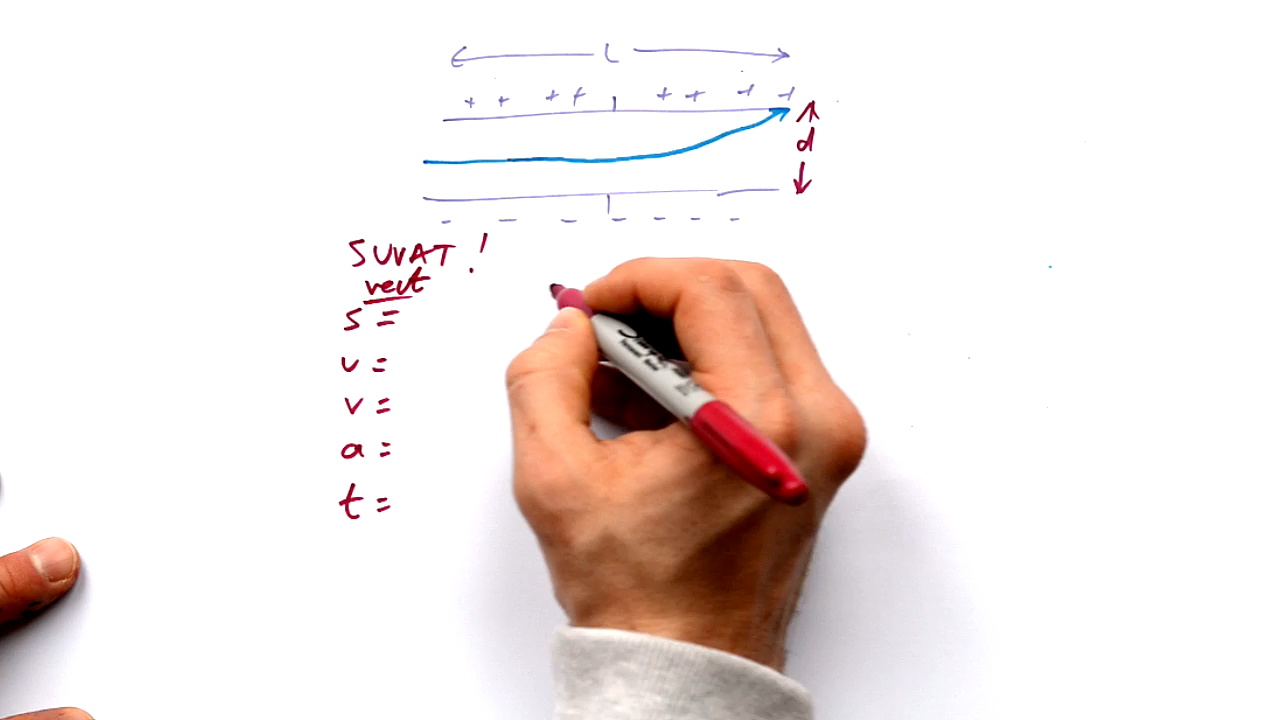 L
+ + + + + + + +
d
- - - - - - -
SUVAT !
vert
s =
u =
v =
a =
t =